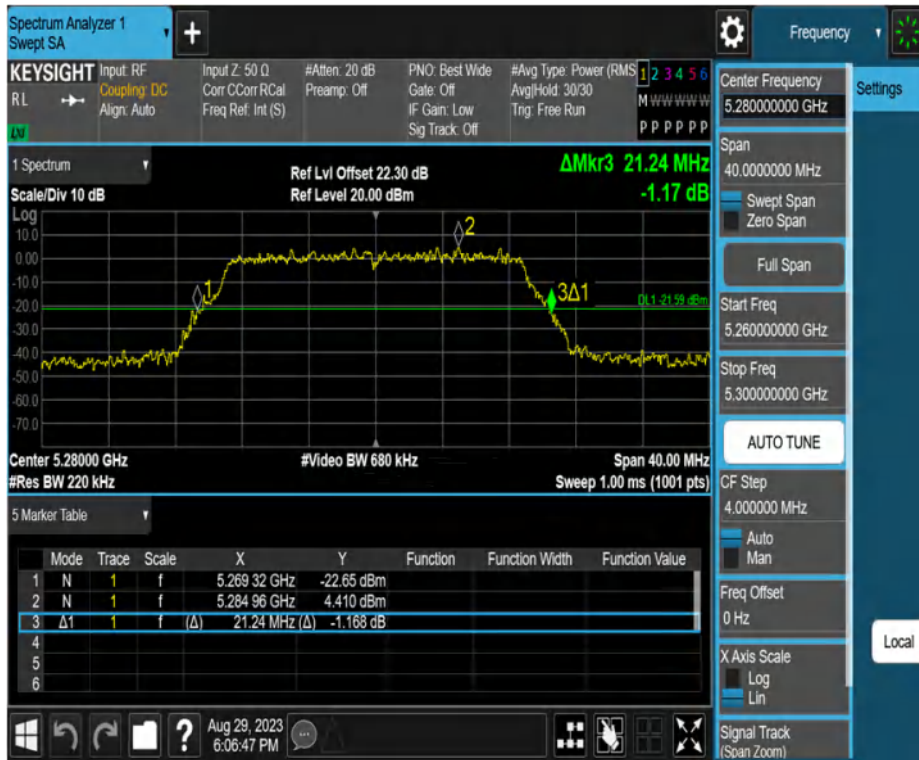 Spectrum Analyzer 1
Swept SA
+
Frequency
KEYSIGHT
Input: RF
Input Z: 50 Ω
#Atten: 20 dB
PNO: Best Wide
#Avg Type: Power (RMS
1 2 3 4 5 6
RL
Coupling: DC
Corr CCorr RCal
Preamp: Off
Gate: Off
Avg|Hold: 30/30
M W W W W W
Align: Auto
Freq Ref: Int (S)
IF Gain: Low
Trig: Free Run
Sig Track: Off
P P P P P P
LXI
1 Spectrum
Ref Lvl Offset 22.30 dB
ΔMkr3 21.24 MHz
Scale/Div 10 dB
Ref Level 20.00 dBm
-1.17 dB
Log
10.0
0.00
-10.0
-20.0
-30.0
-40.0
-50.0
-60.0
-70.0
1
2
3Δ1
DL1 -21.59 dBm
Center 5.28000 GHz
#Video BW 680 kHz
Span 40.00 MHz
#Res BW 220 kHz
Sweep 1.00 ms (1001 pts)
5 Marker Table
Mode Trace Scale X Y Function Function Width Function Value
1 N 1 f 5.269 32 GHz -22.65 dBm
2 N 1 f 5.284 96 GHz 4.410 dBm
3 Δ1 1 f (Δ) 21.24 MHz (Δ) -1.168 dB
4
5
6
?
Aug 29, 2023
6:06:47 PM
Center Frequency
5.280000000 GHz
Span
40.0000000 MHz
Swept Span
Zero Span
Full Span
Start Freq
5.260000000 GHz
Stop Freq
5.300000000 GHz
AUTO TUNE
CF Step
4.000000 MHz
Auto
Man
Freq Offset
0 Hz
X Axis Scale
Log
Lin
Signal Track
(Span Zoom)
Settings
Local